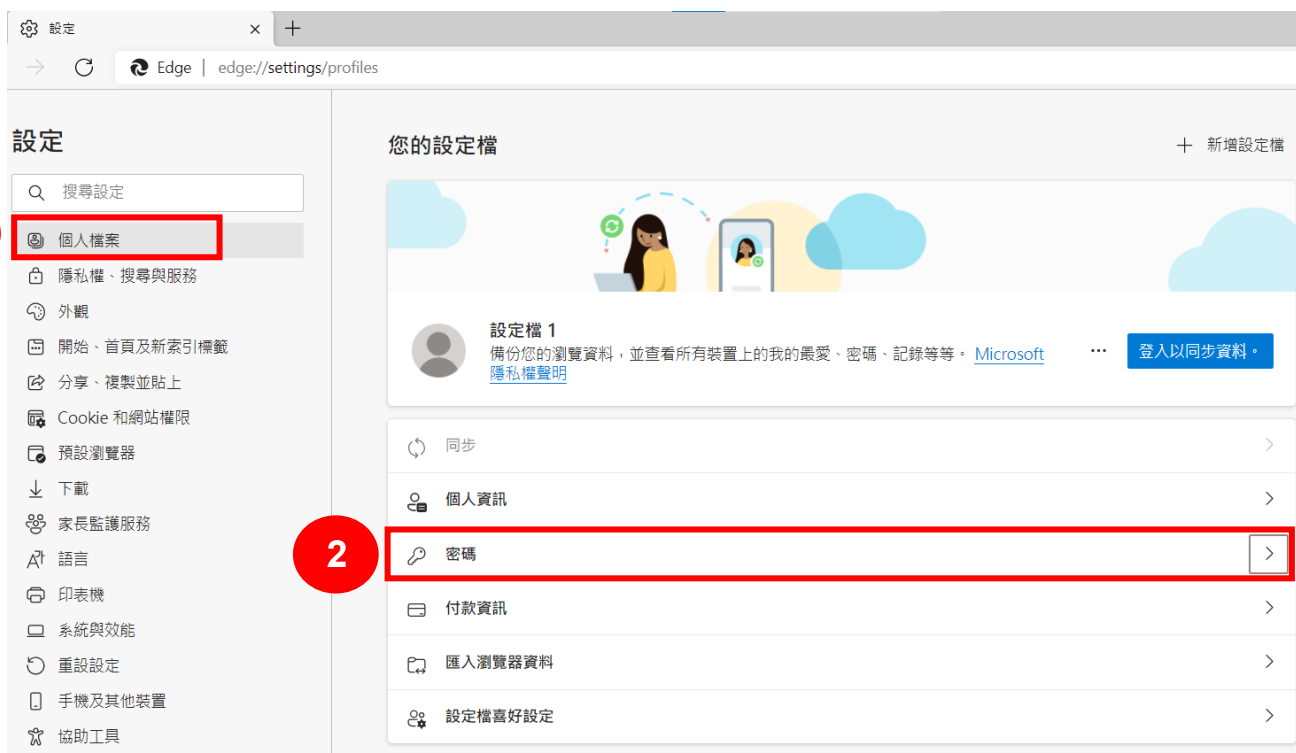 設定
Edge | edge://settings/profiles
設定
搜尋設定
個人檔案
隱私權、搜尋與服務
外觀
開始、首頁及新索引標籤
分享、複製並貼上
Cookie 和網站權限
預設瀏覽器
下載
家長監護服務
語言
印表機
系統與效能
重設設定
手機及其他裝置
協助工具
您的設定檔
新增設定檔
設定檔 1
備份您的瀏覽資料，並查看所有裝置上的我的最愛、密碼、記錄等等。 Microsoft
隱私權聲明
登入以同步資料。
同步
個人資訊
2
密碼
付款資訊
匯入瀏覽器資料
設定檔喜好設定